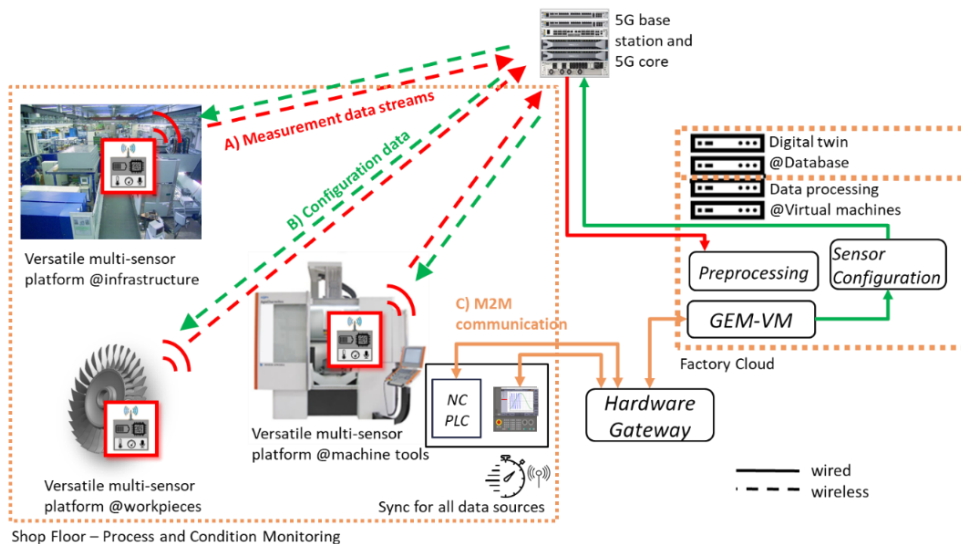 5G base
station and
5G core
A) Measurement data streams
B) Configuration data
Versatile multi-sensor
platform @infrastructure
Digital twin
@Database
Data processing
@Virtual machines
Preprocessing
Sensor
Configuration
GEM-VM
Factory Cloud
C) M2M
communication
NC
PLC
Hardware
Gateway
Versatile multi-sensor
platform @machine tools
Versatile multi-sensor
platform @workpieces
Sync for all data sources
wired
wireless
Shop Floor – Process and Condition Monitoring